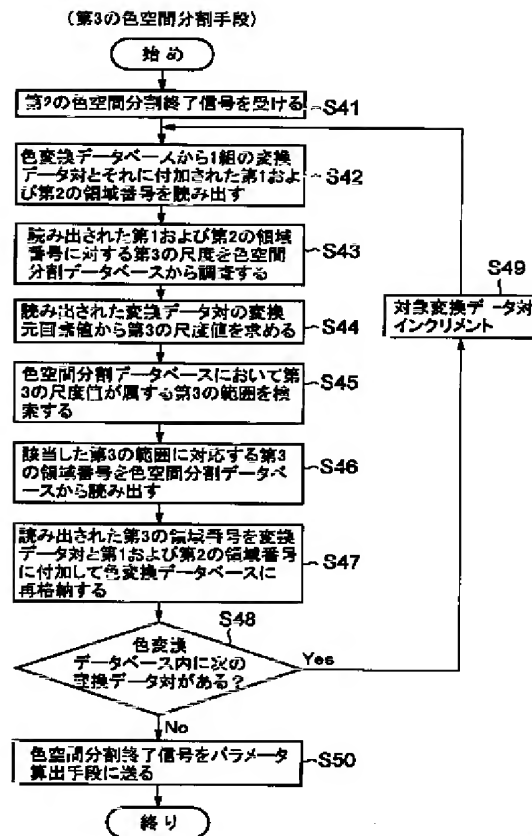 (第3の色空間分割手段)
始め
第2の色空間分割終了信号を受ける
S41
色変換データベースから1組の変換
データ対とそれに付加された第1およ
び第2の領域番号を読み出す
S42
読み出された第1および第2の領域
番号に対する第3の尺度を色空間
分割データベースから調査する
S43
読み出された変換データ対の変換
元画素値から第3の尺度値を求める
S44
色空間分割データベースにおいて第
3の尺度値が属する第3の範囲を検
索する
S45
該当した第3の範囲に対応する第3
の領域番号を色空間分割データベ
ースから読み出す
S46
読み出された第3の領域番号を変換
データ対と第1および第2の領域番号
に付加して色変換データベースに
再格納する
S47
S48
色変換
データベース内に次の
変換データ対がある?
Yes
S49
対象変換データ対
インクリメント
No
色空間分割終了信号をパラメータ
算出手段に送る
S50
終り